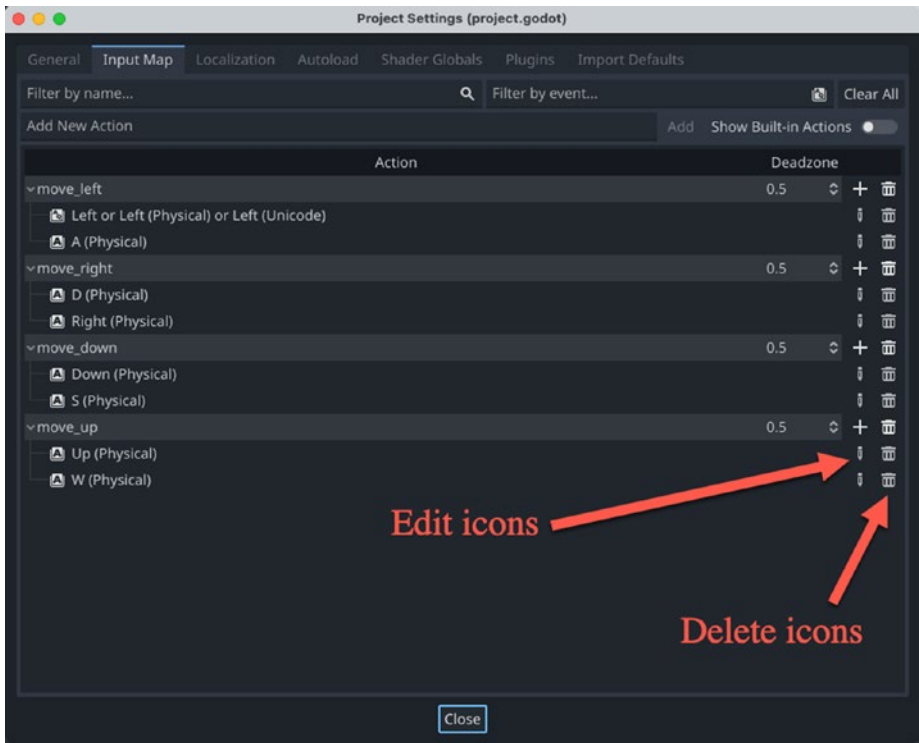 Project Settings (project.godot)
General Input Map Localization Autoload Shader Globals Plugins Import Defaults
Filter by name... Filter by event... Clear All
Add New Action Add Show Built-in Actions
Action Deadzone
move_left 0.5
Left or Left (Physical) or Left (Unicode)
A (Physical)
move_right 0.5
D (Physical)
Right (Physical)
move_down 0.5
Down (Physical)
S (Physical)
move_up 0.5
Up (Physical)
W (Physical)
Edit icons
Delete icons
Close